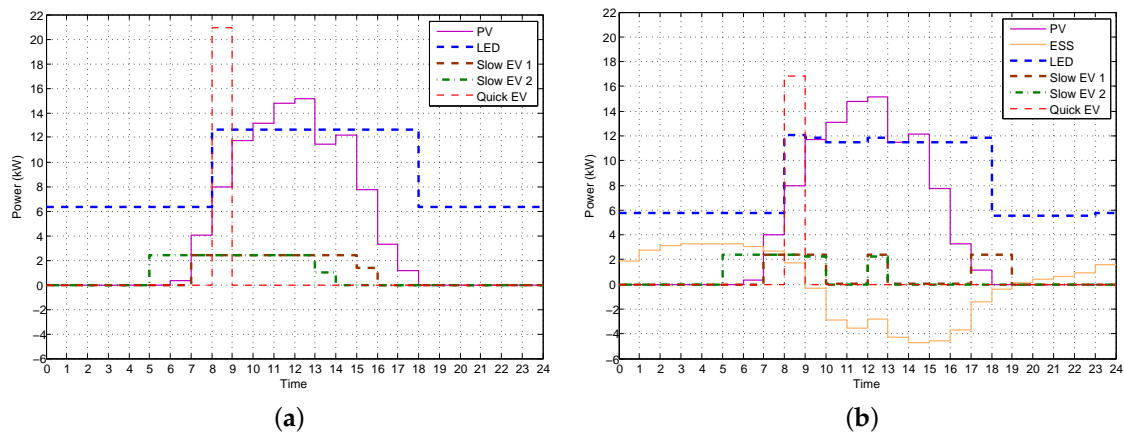 22
20
18
16
14
12
10
8
6
4
2
0
−2
−4
−6
Power (kW)
0 1 2 3 4 5 6 7 8 9 10 11 12 13 14 15 16 17 18 19 20 21 22 23 24
Time
PV
LED
Slow EV 1
Slow EV 2
Quick EV
(a)
22
20
18
16
14
12
10
8
6
4
2
0
−2
−4
−6
Power (kW)
0 1 2 3 4 5 6 7 8 9 10 11 12 13 14 15 16 17 18 19 20 21 22 23 24
Time
PV
ESS
LED
Slow EV 1
Slow EV 2
Quick EV
(b)